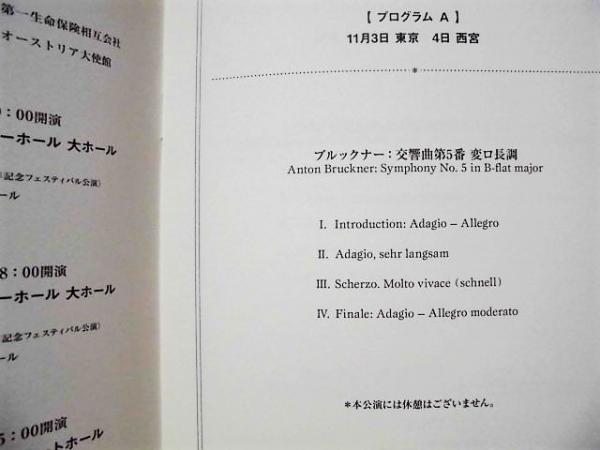 第一生命保険相互会社
オーストリア大使館
:00開演
ーホール 大ホール
記念フェスティバル公演)
ール
8:00開演
ーホール 大ホール
記念フェスティバル公演)
ール
5:00開演
トホール
【 プログラム A 】
11月3日 東京 4日 西宮
ブルックナー:交響曲第5番 変ロ長調
Anton Bruckner: Symphony No. 5 in B-flat major
I. Introduction: Adagio – Allegro
II. Adagio, sehr langsam
III. Scherzo. Molto vivace (schnell)
IV. Finale: Adagio – Allegro moderato
*本公演には休憩はございません。